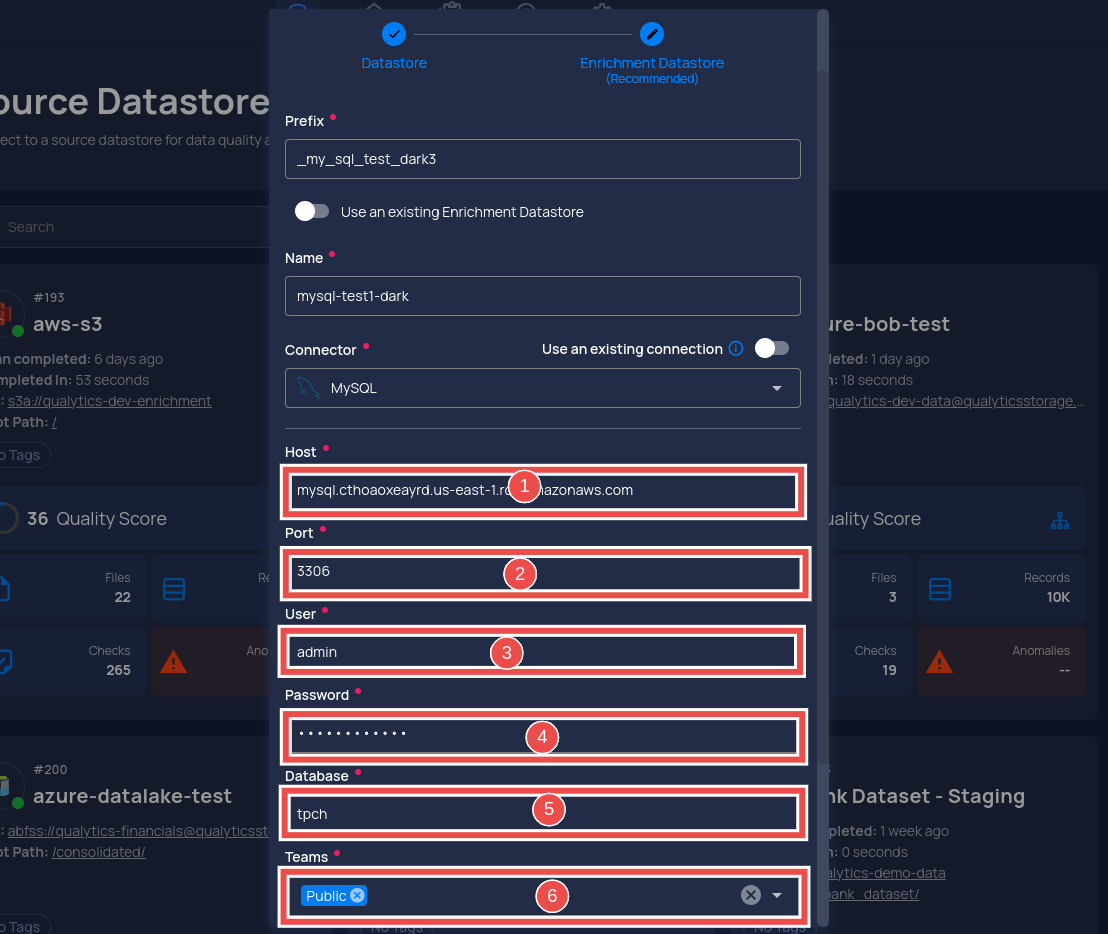 Datastore
Enrichment Datastore
(Recommended)
ource Datastore
ect to a source datastore for data quality a
Search
Prefix
_my_sql_test_dark3
Use an existing Enrichment Datastore
Name
mysql-test1-dark
Connector
Use an existing connection
MySQL
Host
mysql.cthoaoxeayrd.us-east-1.r
azonaws.com
1
Port
3306
2
User
admin
3
Password
••••••••••••
4
Database
tpch
5
Teams
Public
6
#193
aws-s3
an completed: 6 days ago
mpleted In: 53 seconds
: s3a://qualytics-dev-enrichment
ot Path: /
o Tags
36 Quality Score
Files
22
Re
Checks
265
Ano
#200
azure-datalake-test
: abfss://qualytics-financials@qualyticsst
ot Path: /consolidated/
o Tags
No Tags
ure-bob-test
leted: 1 day ago
n: 18 seconds
qualytics-dev-data@qualyticsstorage....
uality Score
Files
3
Records
10K
Checks
19
Anomalies
--
nk Dataset - Staging
pleted: 1 week ago
n: 0 seconds
alytics-demo-data
bank_dataset/
No Tags